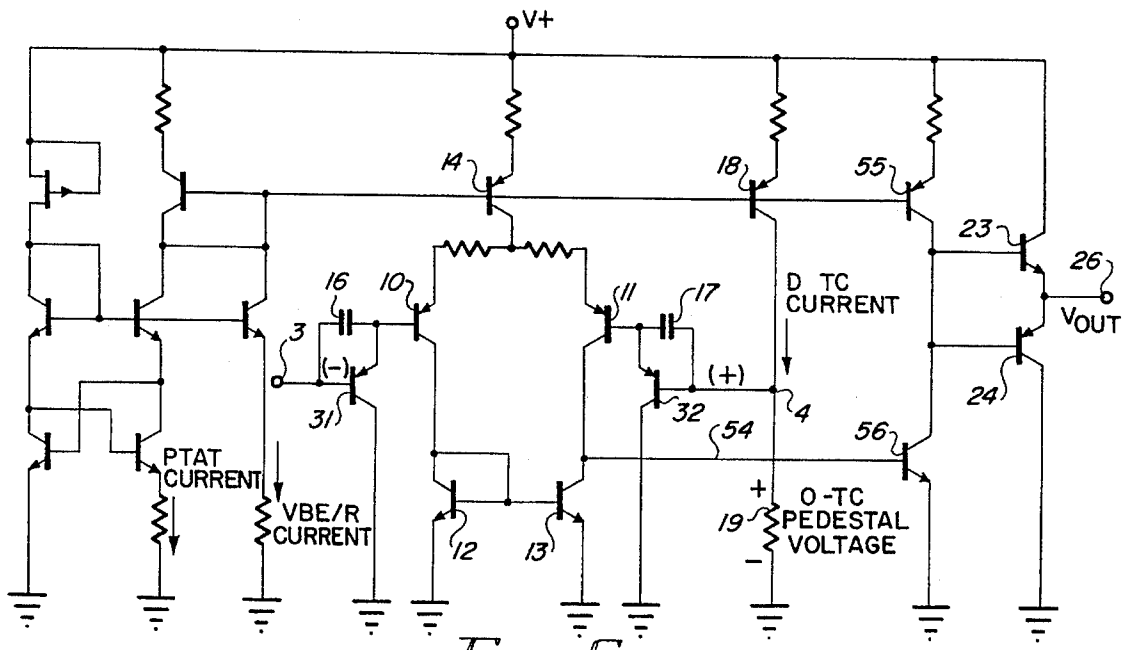 V+
14
18
55
23
26
VOUT
24
16
10
11
17
D TC
CURRENT
3
(-)
(+)
4
31
32
54
56
PTAT
CURRENT
VBE/R
CURRENT
12
13
19
+
O-TC
PEDESTAL
VOLTAGE
-